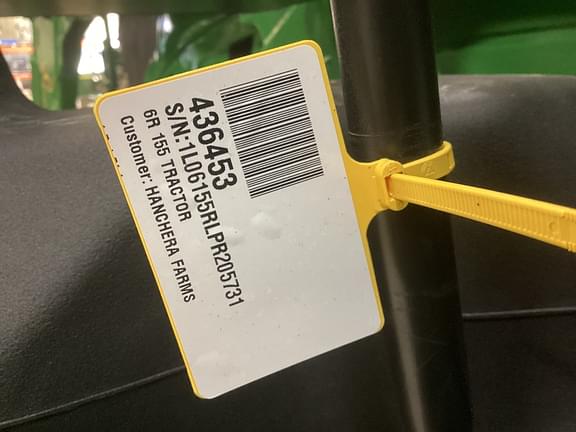 436453
S/N:1L06155RLPR205731
6R 155 TRACTOR
Customer: HANCHERA FARMS